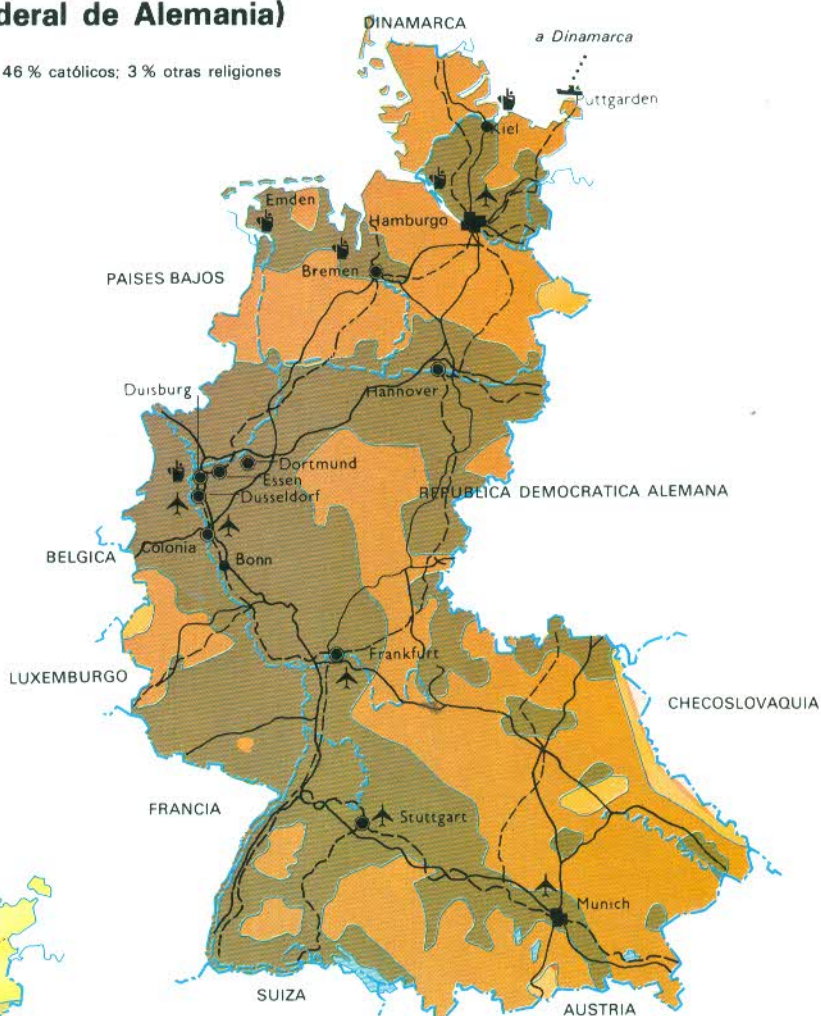 deral de Alemania)
46 % católicos; 3 % otras religiones
DINAMARCA
a Dinamarca
Puttgarden
Kiel
Emden
Hamburgo
Bremen
PAISES BAJOS
Hannover
Duisburg
Dortmund
Essen
Dusseldorf
REPUBLICA DEMOCRATICA ALEMANA
BELGICA
Colonia
Bonn
Frankfurt
LUXEMBURGO
CHECOSLOVAQUIA
FRANCIA
Stuttgart
Munich
SUIZA
AUSTRIA